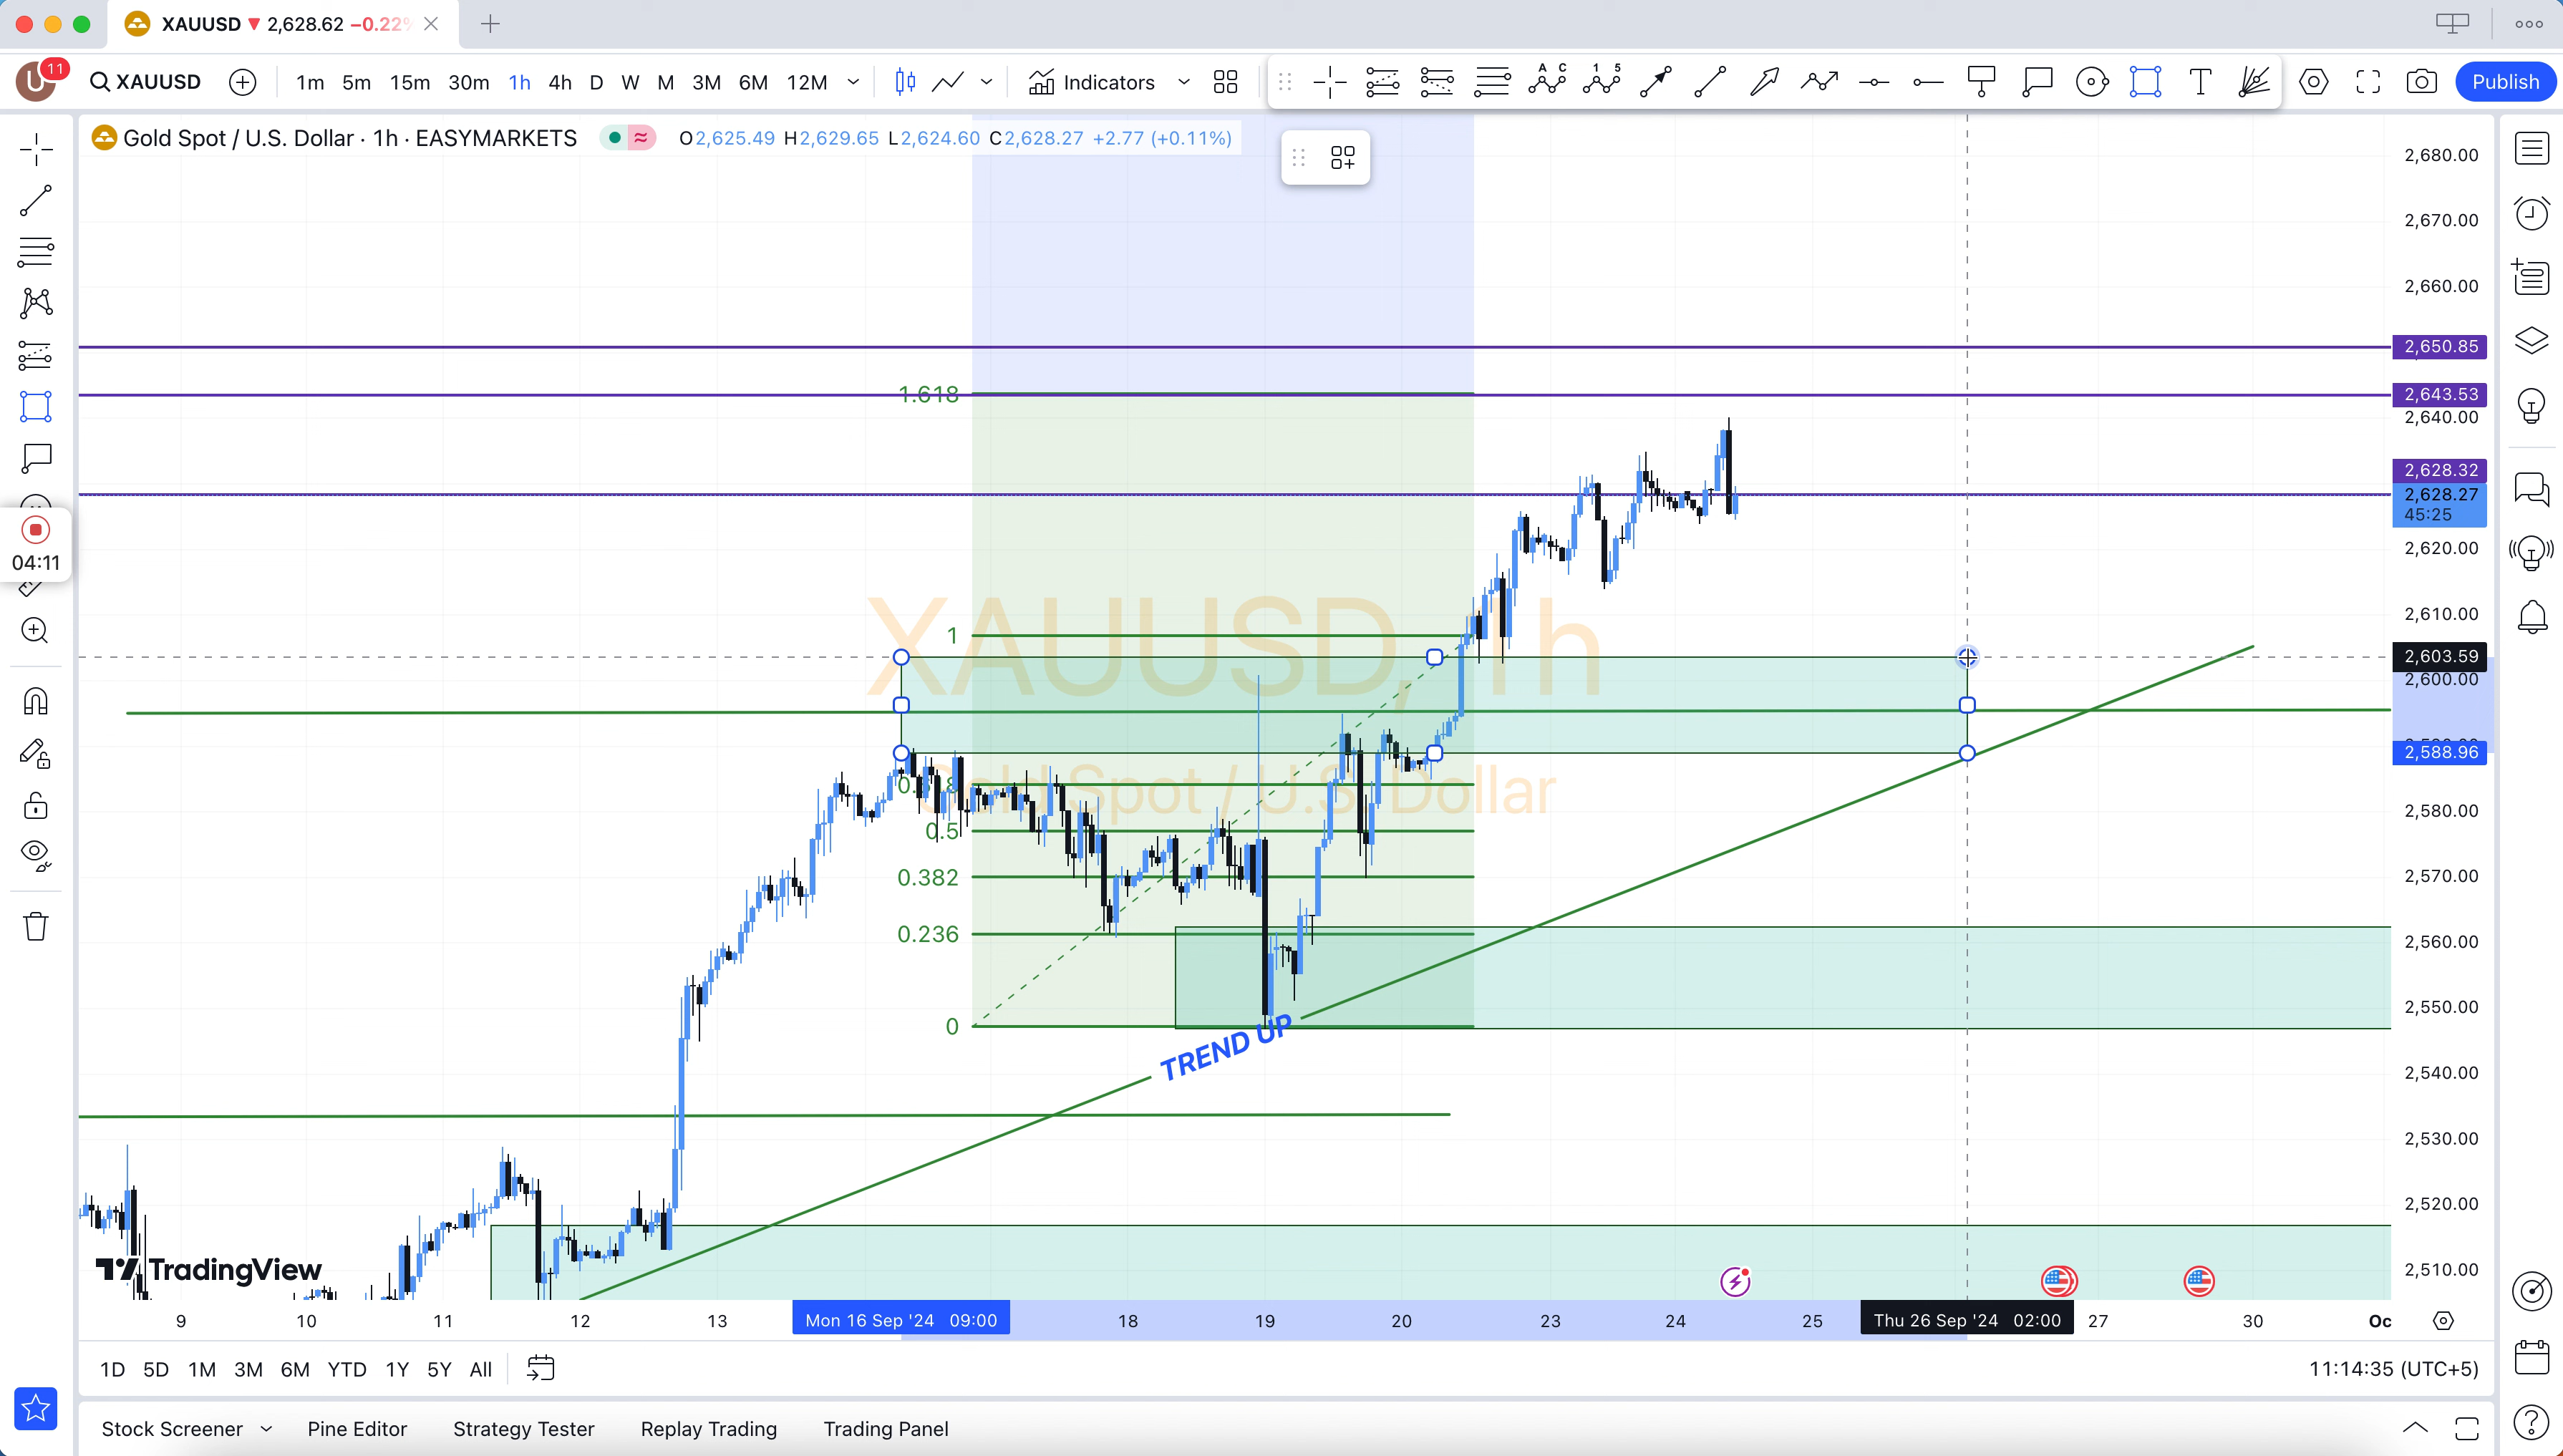 XAUUSD ▼ 2,628.62 −0.22%
U 11 XAUUSD 1m 5m 15m 30m 1h 4h D W M 3M 6M 12M Indicators A C 1 5 T Publish
Gold Spot / U.S. Dollar · 1h · EASYMARKETS O2,625.49 H2,629.65 L2,624.60 C2,628.27 +2.77 (+0.11%)
2,680.00
2,670.00
2,660.00
2,650.85
1.618 2,643.53
2,640.00
2,628.32
2,628.27
45:25
04:11
2,620.00
2,610.00
1
XAUUSD, 1h
2,603.59
2,600.00
2,588.96
Gold Spot / U.S. Dollar
2,580.00
0.5
0.382 2,570.00
0.236 2,560.00
2,550.00
0
TREND UP
2,540.00
2,530.00
2,520.00
TradingView
2,510.00
9 10 11 12 13 Mon 16 Sep '24 09:00 18 19 20 23 24 25 Thu 26 Sep '24 02:00 27 30 Oc
1D 5D 1M 3M 6M YTD 1Y 5Y All 11:14:35 (UTC+5)
Stock Screener Pine Editor Strategy Tester Replay Trading Trading Panel